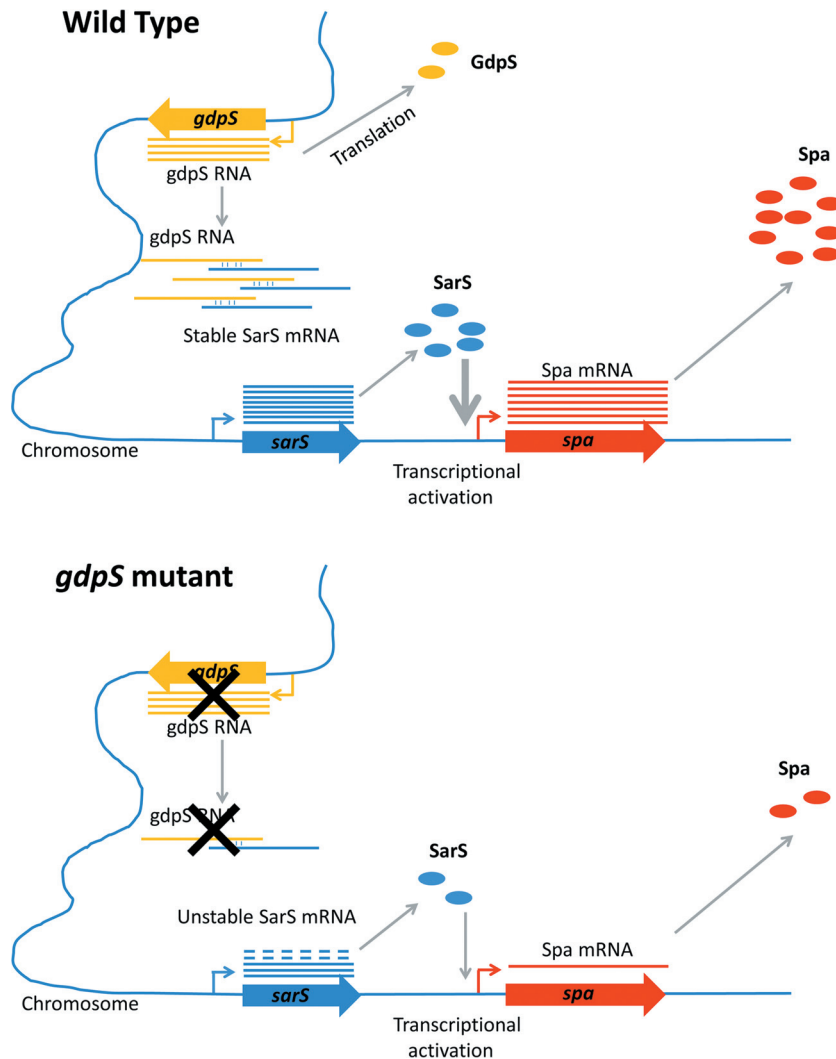 Wild Type
GdpS
gdpS
Translation
gdpS RNA
Spa
gdpS RNA
SarS
Stable SarS mRNA
Spa mRNA
sarS
spa
Chromosome
Transcriptional
activation
gdpS mutant
gdpS
gdpS RNA
Spa
gdpS RNA
SarS
Unstable SarS mRNA
Spa mRNA
sarS
spa
Chromosome
Transcriptional
activation